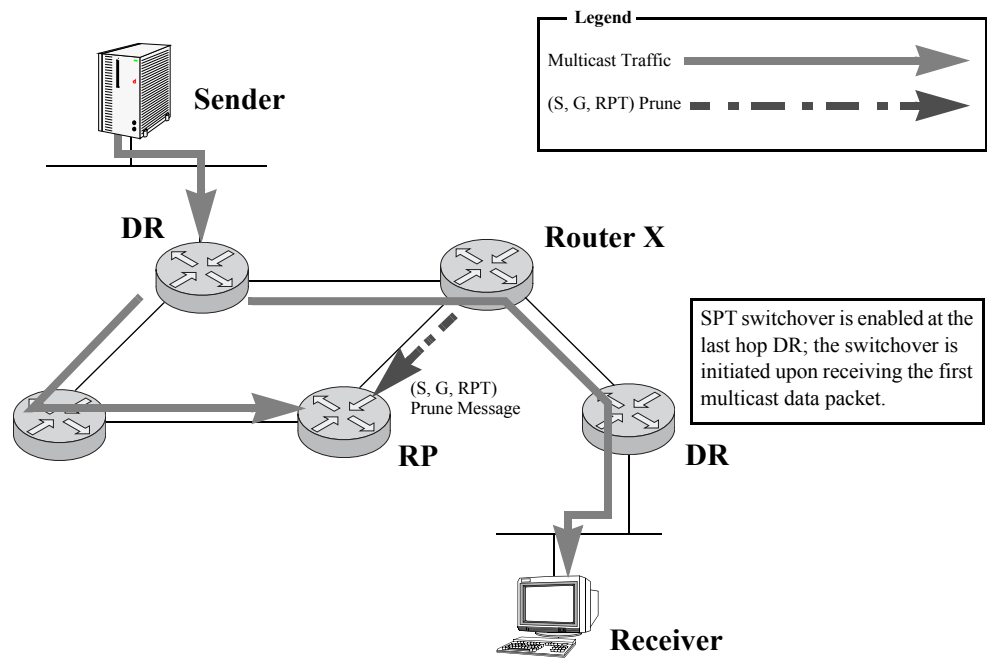 Legend
Multicast Traffic
(S, G, RPT) Prune
Sender
DR
Router X
SPT switchover is enabled at the
last hop DR; the switchover is
initiated upon receiving the first
multicast data packet.
(S, G, RPT)
Prune Message
RP
DR
Receiver